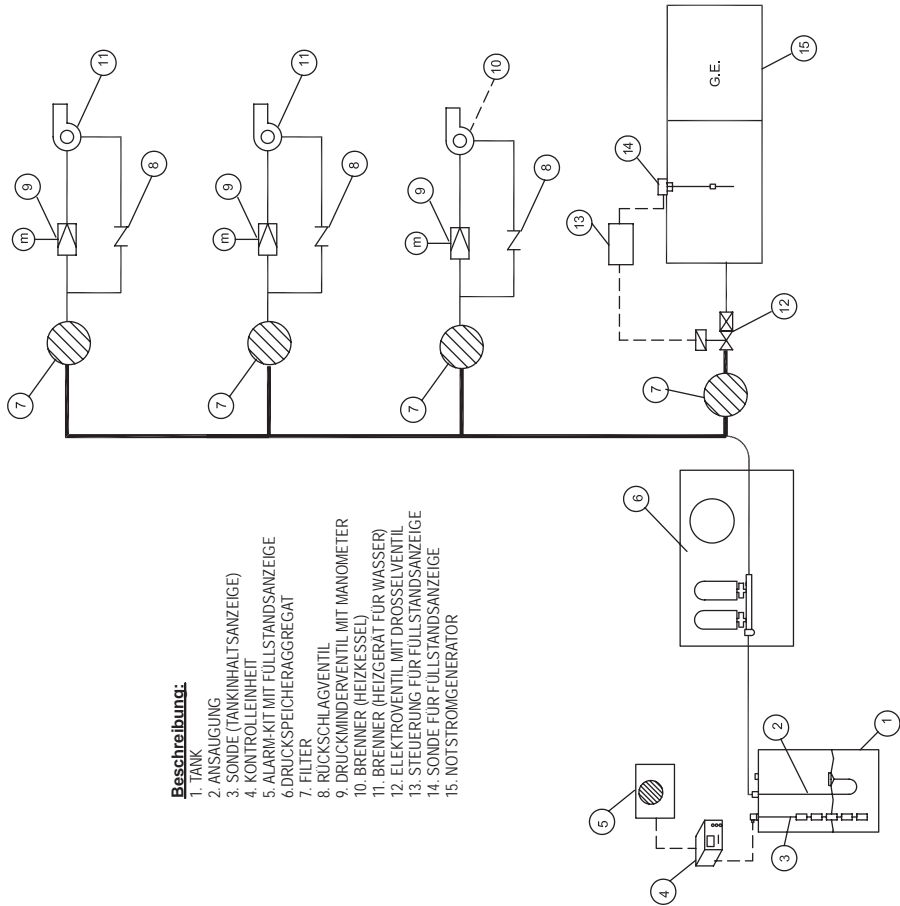 Beschreibung:
1. TANK
2. ANSAUGUNG
3. SONDE (TANKINHALTSANZEIGE)
4. KONTROLLEINHEIT
5. ALARM-KIT MIT FÜLLSTANDSANZEIGE
6.DRUCKSPEICHERAGGREGAT
7. FILTER
8. RÜCKSCHLAGVENTIL
9. DRUCKMINDERVENTIL MIT MANOMETER
10. BRENNER (HEIZKESSEL)
11. BRENNER (HEIZGERÄT FÜR WASSER)
12. ELEKTROVENTIL MIT DROSSELVENTIL
13. STEUERUNG FÜR FÜLLSTANDSANZEIGE
14. SONDE FÜR FÜLLSTANDSANZEIGE
15. NOTSTROMGENERATOR
7
m
9
8
11
7
m
9
8
11
7
m
9
8
10
7
12
13
14
G.E.
15
6
5
4
3
2
1